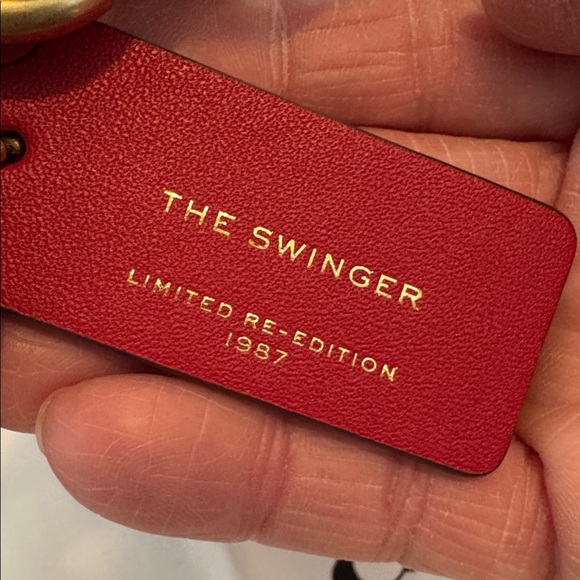 THE SWINGER
LIMITED RE-EDITION
1987